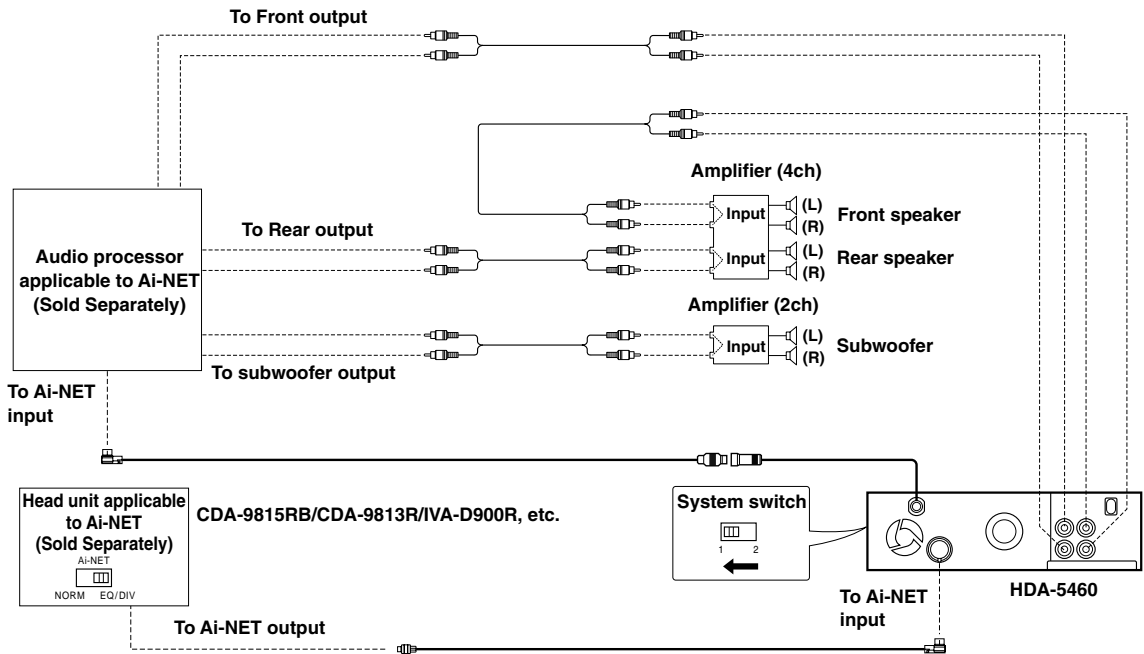 To Front output
Amplifier (4ch)
Input
(L)
(R)
Front speaker
To Rear output
Input
(L)
(R)
Rear speaker
Audio processor
applicable to Ai-NET
(Sold Separately)
Amplifier (2ch)
Input
(L)
(R)
Subwoofer
To subwoofer output
To Ai-NET
input
Head unit applicable
to Ai-NET
(Sold Separately)
Ai-NET
NORM EQ/DIV
CDA-9815RB/CDA-9813R/IVA-D900R, etc.
System switch
1 2
HDA-5460
To Ai-NET
input
To Ai-NET output